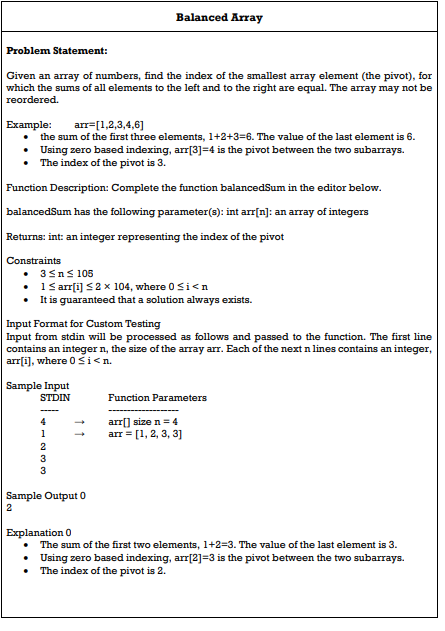 Balanced Array
Problem Statement:
Given an array of numbers, find the index of the smallest array element (the pivot), for
which the sums of all elements to the left and to the right are equal. The array may not be
reordered.
Example: arr=[1,2,3,4,6]
• the sum of the first three elements, 1+2+3=6. The value of the last element is 6.
• Using zero based indexing, arr[3]=4 is the pivot between the two subarrays.
• The index of the pivot is 3.
Function Description: Complete the function balancedSum in the editor below.
balancedSum has the following parameter(s): int arr[n]: an array of integers
Returns: int: an integer representing the index of the pivot
Constraints
• 3 ≤ n ≤ 105
• 1 ≤ arr[i] ≤ 2 × 104, where 0 ≤ i < n
• It is guaranteed that a solution always exists.
Input Format for Custom Testing
Input from stdin will be processed as follows and passed to the function. The first line
contains an integer n, the size of the array arr. Each of the next n lines contains an integer,
arr[i], where 0 ≤ i < n.
Sample Input
STDIN Function Parameters
----- -------------------
4 → arr[] size n = 4
1 → arr = [1, 2, 3, 3]
2
3
3
Sample Output 0
2
Explanation 0
• The sum of the first two elements, 1+2=3. The value of the last element is 3.
• Using zero based indexing, arr[2]=3 is the pivot between the two subarrays.
• The index of the pivot is 2.